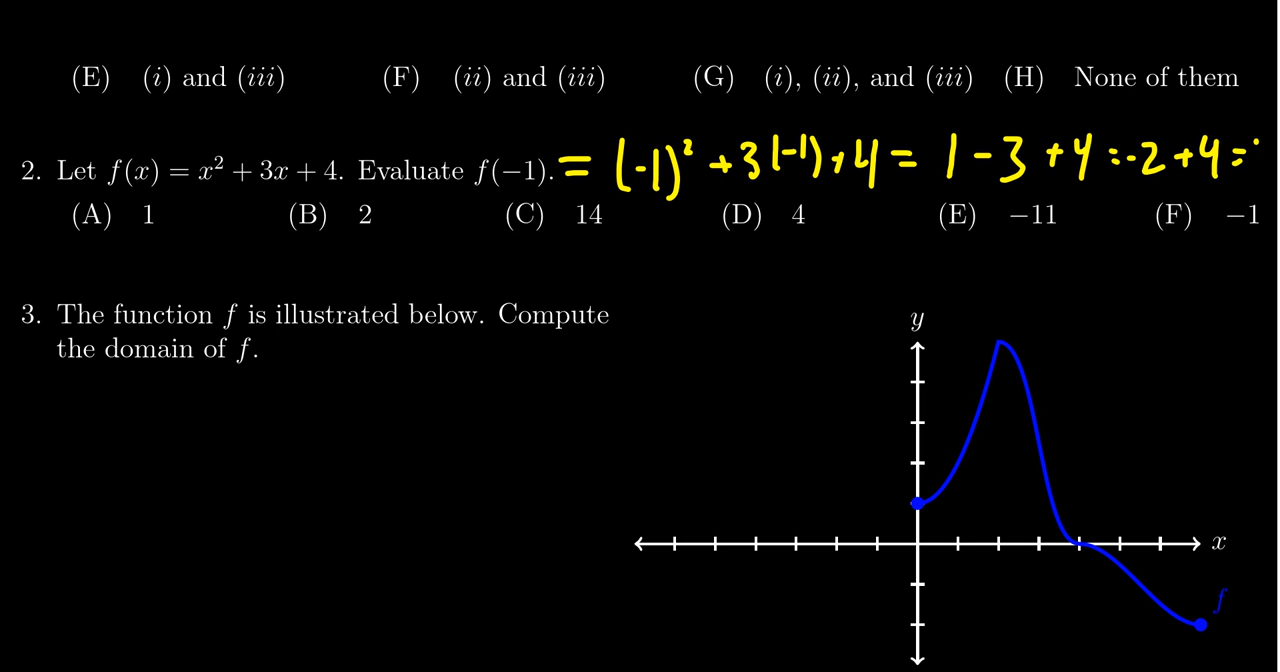 (E) (i) and (iii) (F) (ii) and (iii) (G) (i), (ii), and (iii) (H) None of them
2. Let f(x) = x² + 3x + 4. Evaluate f(−1). = (-1)² + 3(-1) + 4 = 1 - 3 + 4 = -2 + 4 =
(A) 1 (B) 2 (C) 14 (D) 4 (E) −11 (F) −1
3. The function f is illustrated below. Compute
the domain of f.
y
x
f